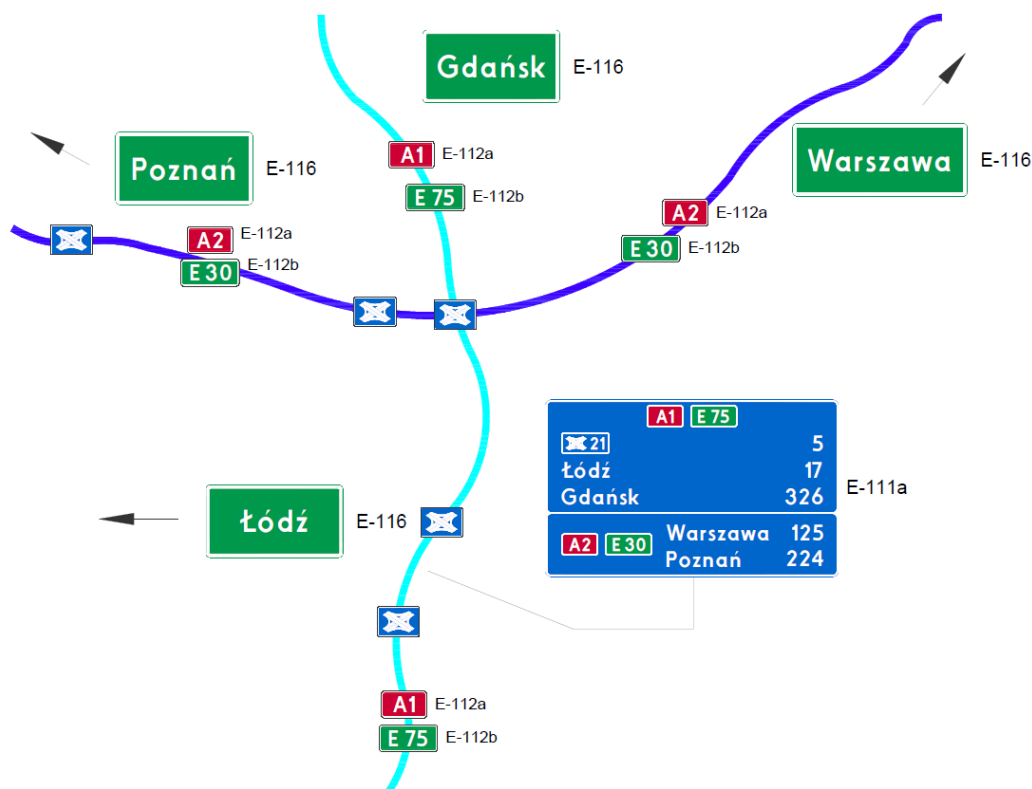 Gdańsk E-116
Poznań E-116
Warszawa E-116
A1 E-112a
E 75 E-112b
A2 E-112a
E 30 E-112b
A2 E-112a
E 30 E-112b
A1 E 75
21 5
Łódź 17
Gdańsk 326
E-111a
A2 E 30 Warszawa 125
Poznań 224
Łódź E-116
A1 E-112a
E 75 E-112b